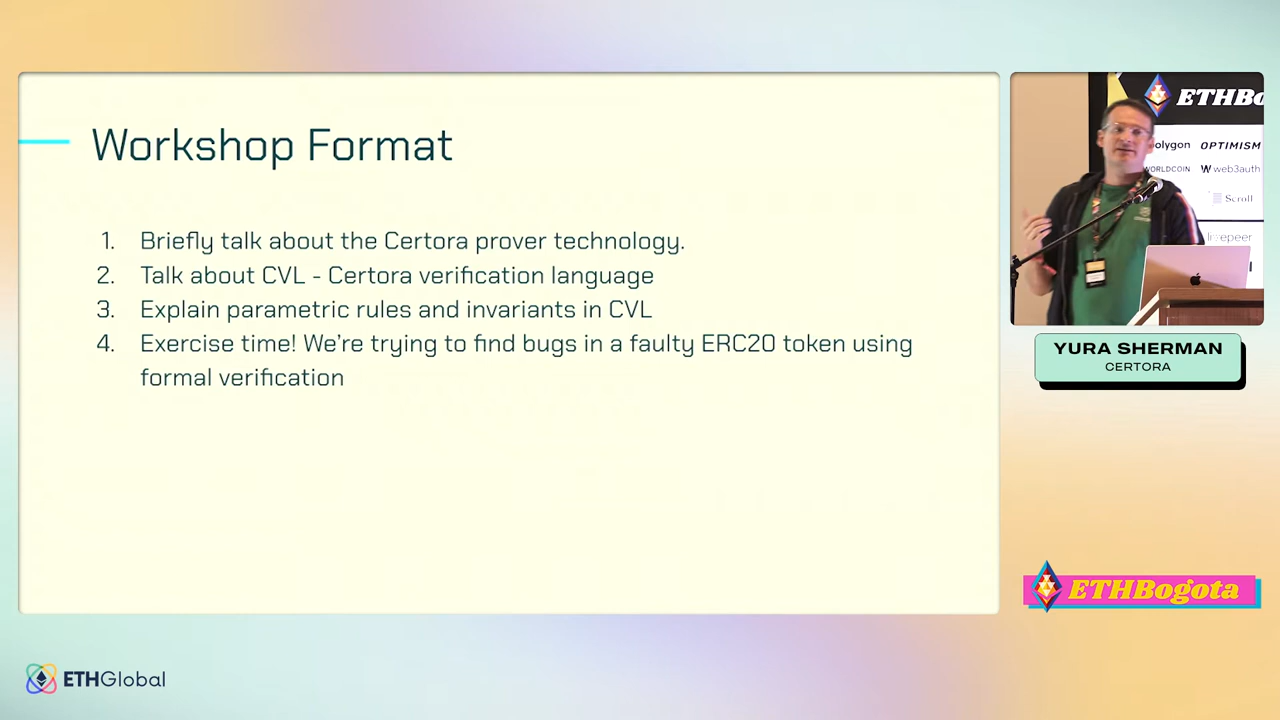 Workshop Format
1. Briefly talk about the Certora prover technology.
2. Talk about CVL - Certora verification language
3. Explain parametric rules and invariants in CVL
4. Exercise time! We're trying to find bugs in a faulty ERC20 token using
formal verification
ETHBo
olygon OPTIMISM
WORLDCOIN web3auth
Scroll
livepeer
YURA SHERMAN
CERTORA
ETHBogota
ETHGlobal